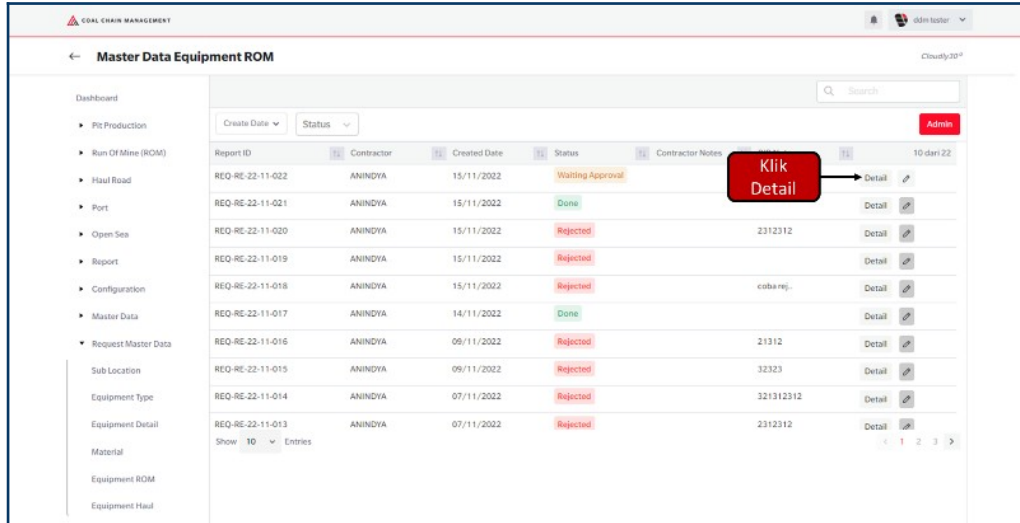 COAL CHAIN MANAGEMENT
ddm tester
← Master Data Equipment ROM
Search
Dashboard
Create Date Status Admin
Pit Production
Run Of Mine (ROM)
Haul Road
Port
Open Sea
Report
Configuration
Master Data
Request Master Data
Sub Location
Equipment Type
Equipment Detail
Material
Equipment ROM
Equipment Haul
Report ID Contractor Created Date Status Contractor Notes 10 dari 22
REQ-RE-22-11-022 ANINDYA 15/11/2022 Waiting Approval Detail
Klik
Detail
REQ-RE-22-11-021 ANINDYA 15/11/2022 Done Detail
REQ-RE-22-11-020 ANINDYA 15/11/2022 Rejected 2312312 Detail
REQ-RE-22-11-019 ANINDYA 15/11/2022 Rejected Detail
REQ-RE-22-11-018 ANINDYA 15/11/2022 Rejected coba rej.. Detail
REQ-RE-22-11-017 ANINDYA 14/11/2022 Done Detail
REQ-RE-22-11-016 ANINDYA 09/11/2022 Rejected 21312 Detail
REQ-RE-22-11-015 ANINDYA 09/11/2022 Rejected 32323 Detail
REQ-RE-22-11-014 ANINDYA 07/11/2022 Rejected 321312312 Detail
REQ-RE-22-11-013 ANINDYA 07/11/2022 Rejected 2312312 Detail
Show 10 Entries
< 1 2 3 >